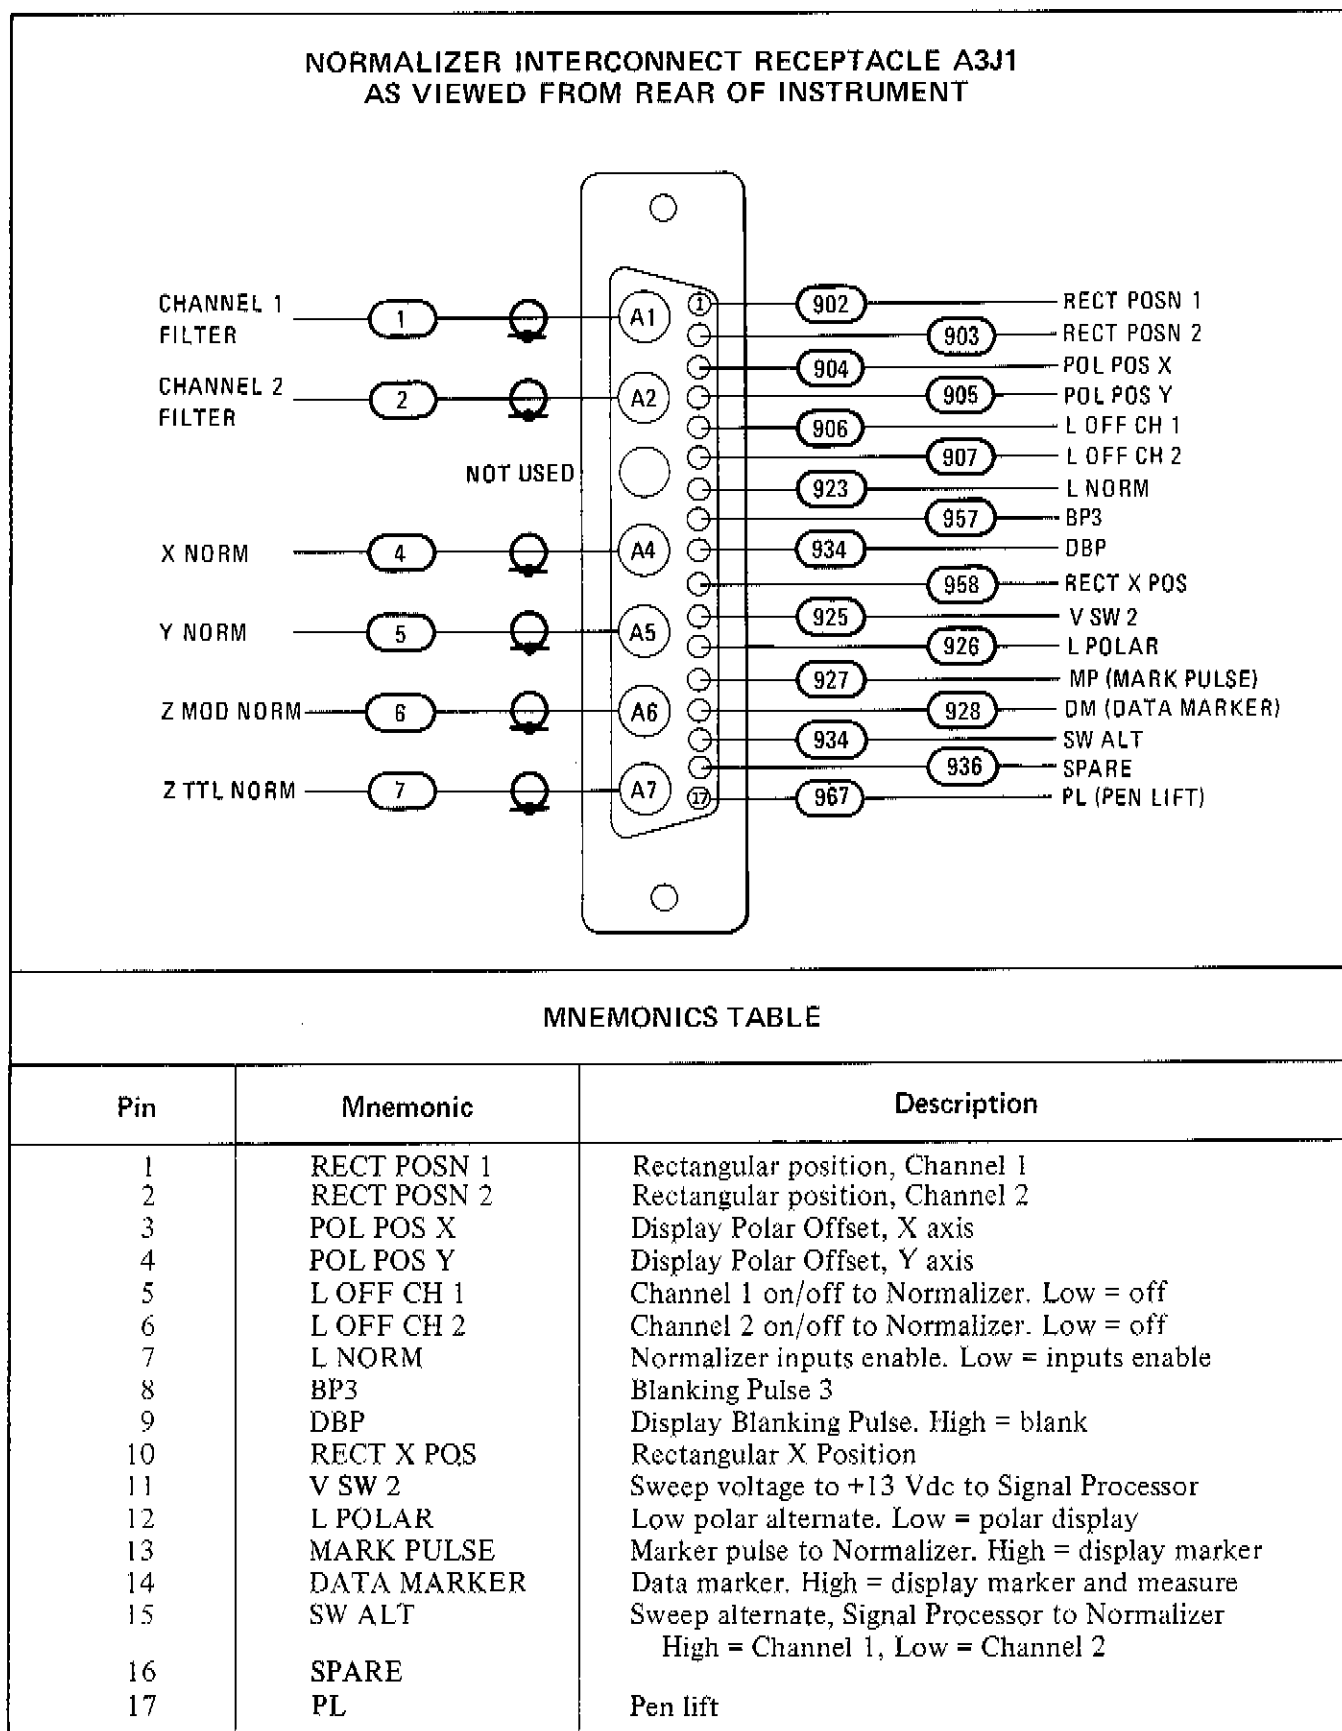 NORMALIZER INTERCONNECT RECEPTACLE A3J1
AS VIEWED FROM REAR OF INSTRUMENT
CHANNEL 1
FILTER
1
A1
CHANNEL 2
FILTER
2
A2
NOT USED
X NORM
4
A4
Y NORM
5
A5
Z MOD NORM
6
A6
Z TTL NORM
7
A7
1
902
RECT POSN 1
903
RECT POSN 2
904
POL POS X
905
POL POS Y
906
L OFF CH 1
907
L OFF CH 2
923
L NORM
957
BP3
934
DBP
958
RECT X POS
925
V SW 2
926
L POLAR
927
MP (MARK PULSE)
928
DM (DATA MARKER)
934
SW ALT
936
SPARE
17
967
PL (PEN LIFT)
MNEMONICS TABLE
Pin Mnemonic Description
1 RECT POSN 1 Rectangular position, Channel 1
2 RECT POSN 2 Rectangular position, Channel 2
3 POL POS X Display Polar Offset, X axis
4 POL POS Y Display Polar Offset, Y axis
5 L OFF CH 1 Channel 1 on/off to Normalizer. Low = off
6 L OFF CH 2 Channel 2 on/off to Normalizer. Low = off
7 L NORM Normalizer inputs enable. Low = inputs enable
8 BP3 Blanking Pulse 3
9 DBP Display Blanking Pulse. High = blank
10 RECT X POS Rectangular X Position
11 V SW 2 Sweep voltage to +13 Vdc to Signal Processor
12 L POLAR Low polar alternate. Low = polar display
13 MARK PULSE Marker pulse to Normalizer. High = display marker
14 DATA MARKER Data marker. High = display marker and measure
15 SW ALT Sweep alternate, Signal Processor to Normalizer
High = Channel 1, Low = Channel 2
16 SPARE
17 PL Pen lift